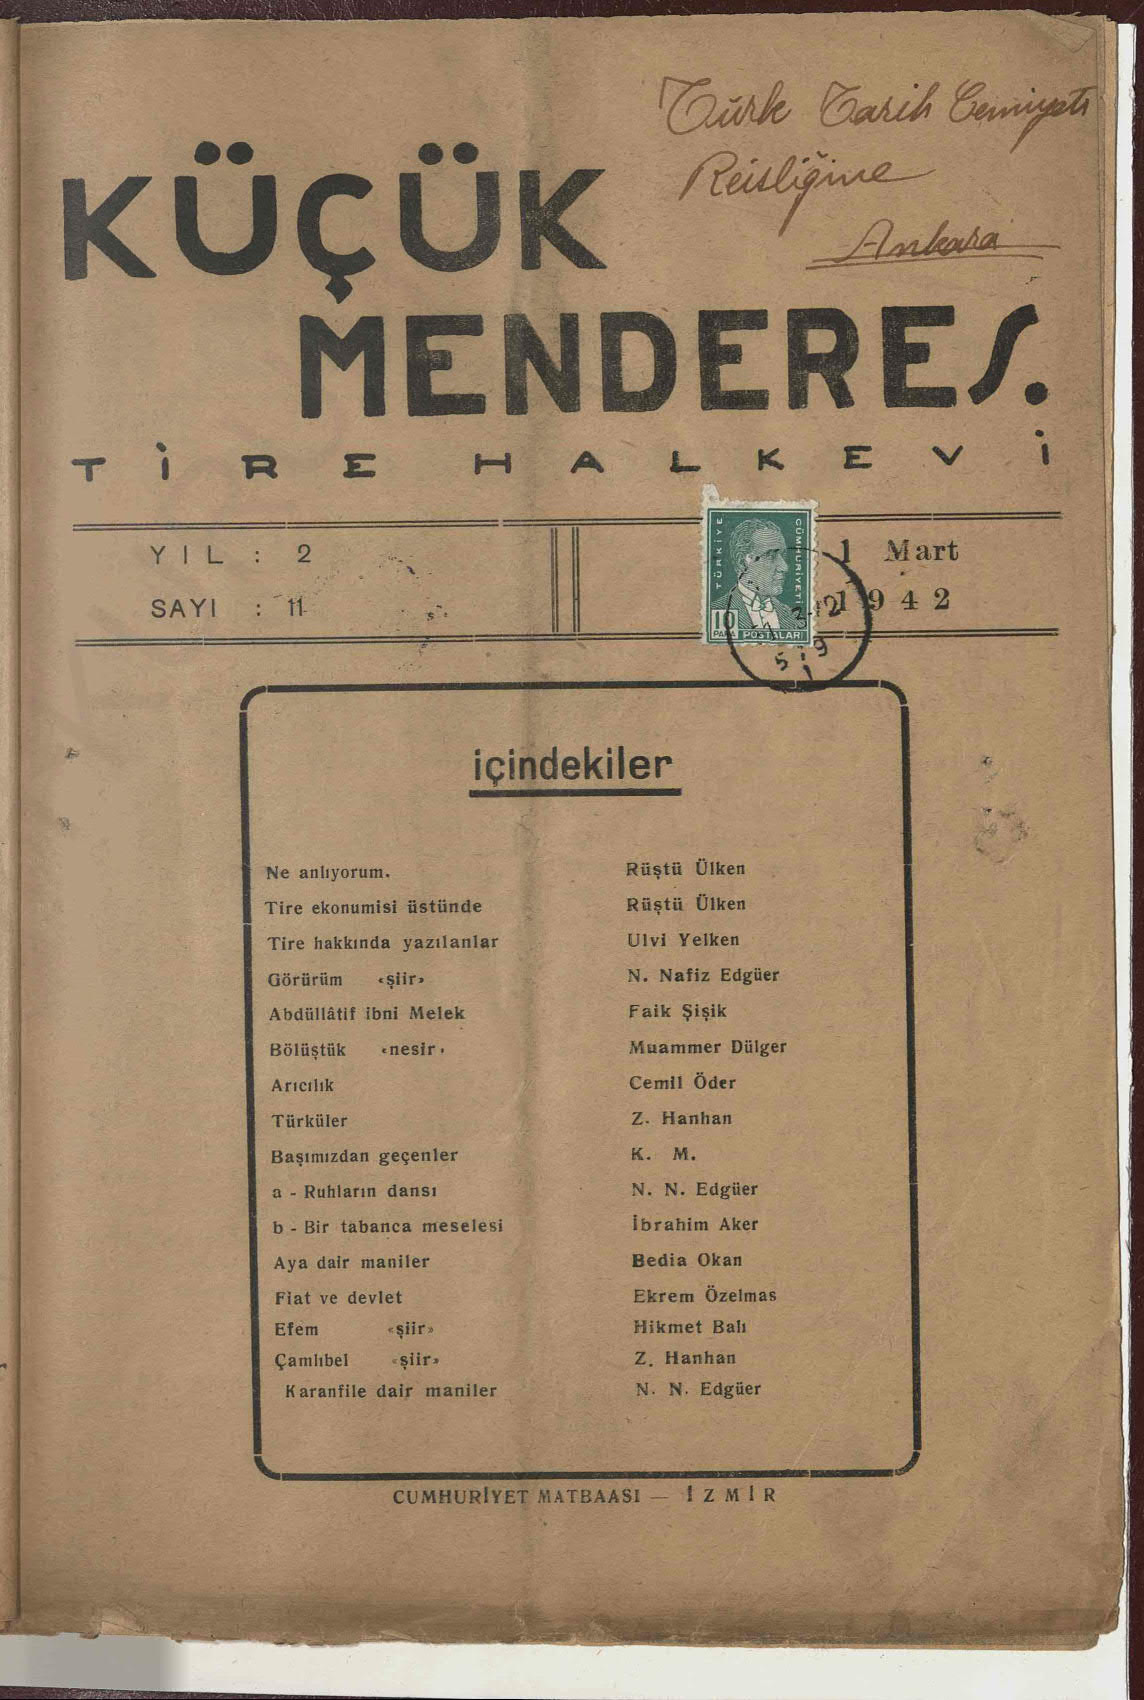 Türk Tarih Cemiyeti
Reisliğine
Ankara
KÜÇÜK
MENDERES.
TİRE HALKEVİ
YIL : 2
SAYI : 11
1 Mart
1942
TÜRKİYE CÜMHURİYETİ
10
PARA POSTALARI
içindekiler
Ne anlıyorum. Rüştü Ülken
Tire ekonumisi üstünde Rüştü Ülken
Tire hakkında yazılanlar Ulvi Yelken
Görürüm «şiir» N. Nafiz Edgüer
Abdüllâtif ibni Melek Faik Şişik
Bölüştük «nesir» Muammer Dülger
Arıcılık Cemil Öder
Türküler Z. Hanhan
Başımızdan geçenler K. M.
a - Ruhların dansı N. N. Edgüer
b - Bir tabanca meselesi İbrahim Aker
Aya dair maniler Bedia Okan
Fiat ve devlet Ekrem Özelmas
Efem «şiir» Hikmet Balı
Çamlıbel «şiir» Z. Hanhan
Karanfile dair maniler N. N. Edgüer
CUMHURİYET MATBAASI — İZMİR